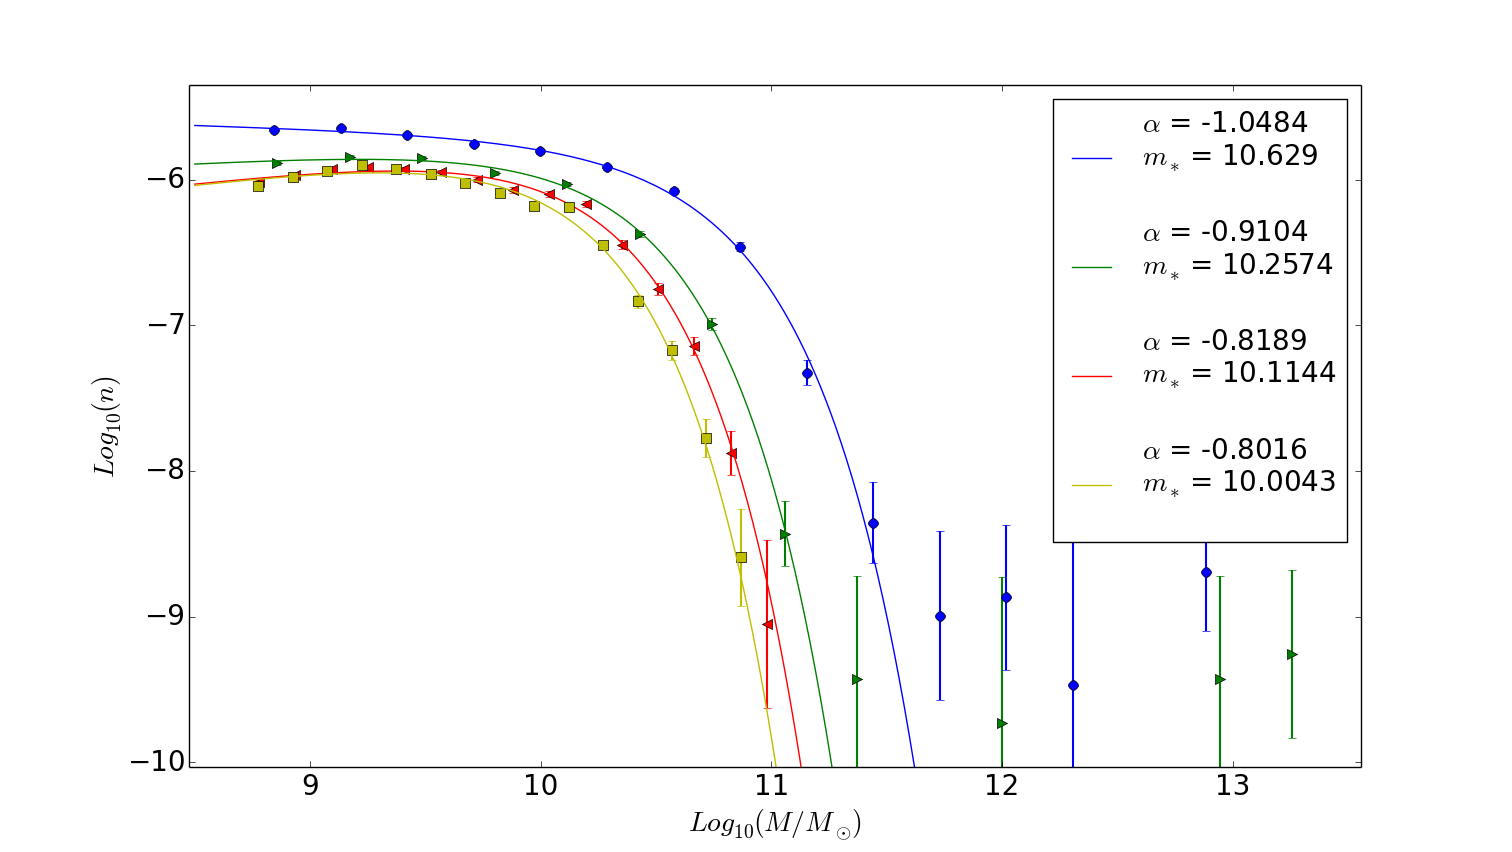 α = -1.0484
m* = 10.629
α = -0.9104
m* = 10.2574
α = -0.8189
m* = 10.1144
α = -0.8016
m* = 10.0043
−6
−7
−8
−9
−10
Log10(n)
9 10 11 12 13
Log10(M/M⊙)